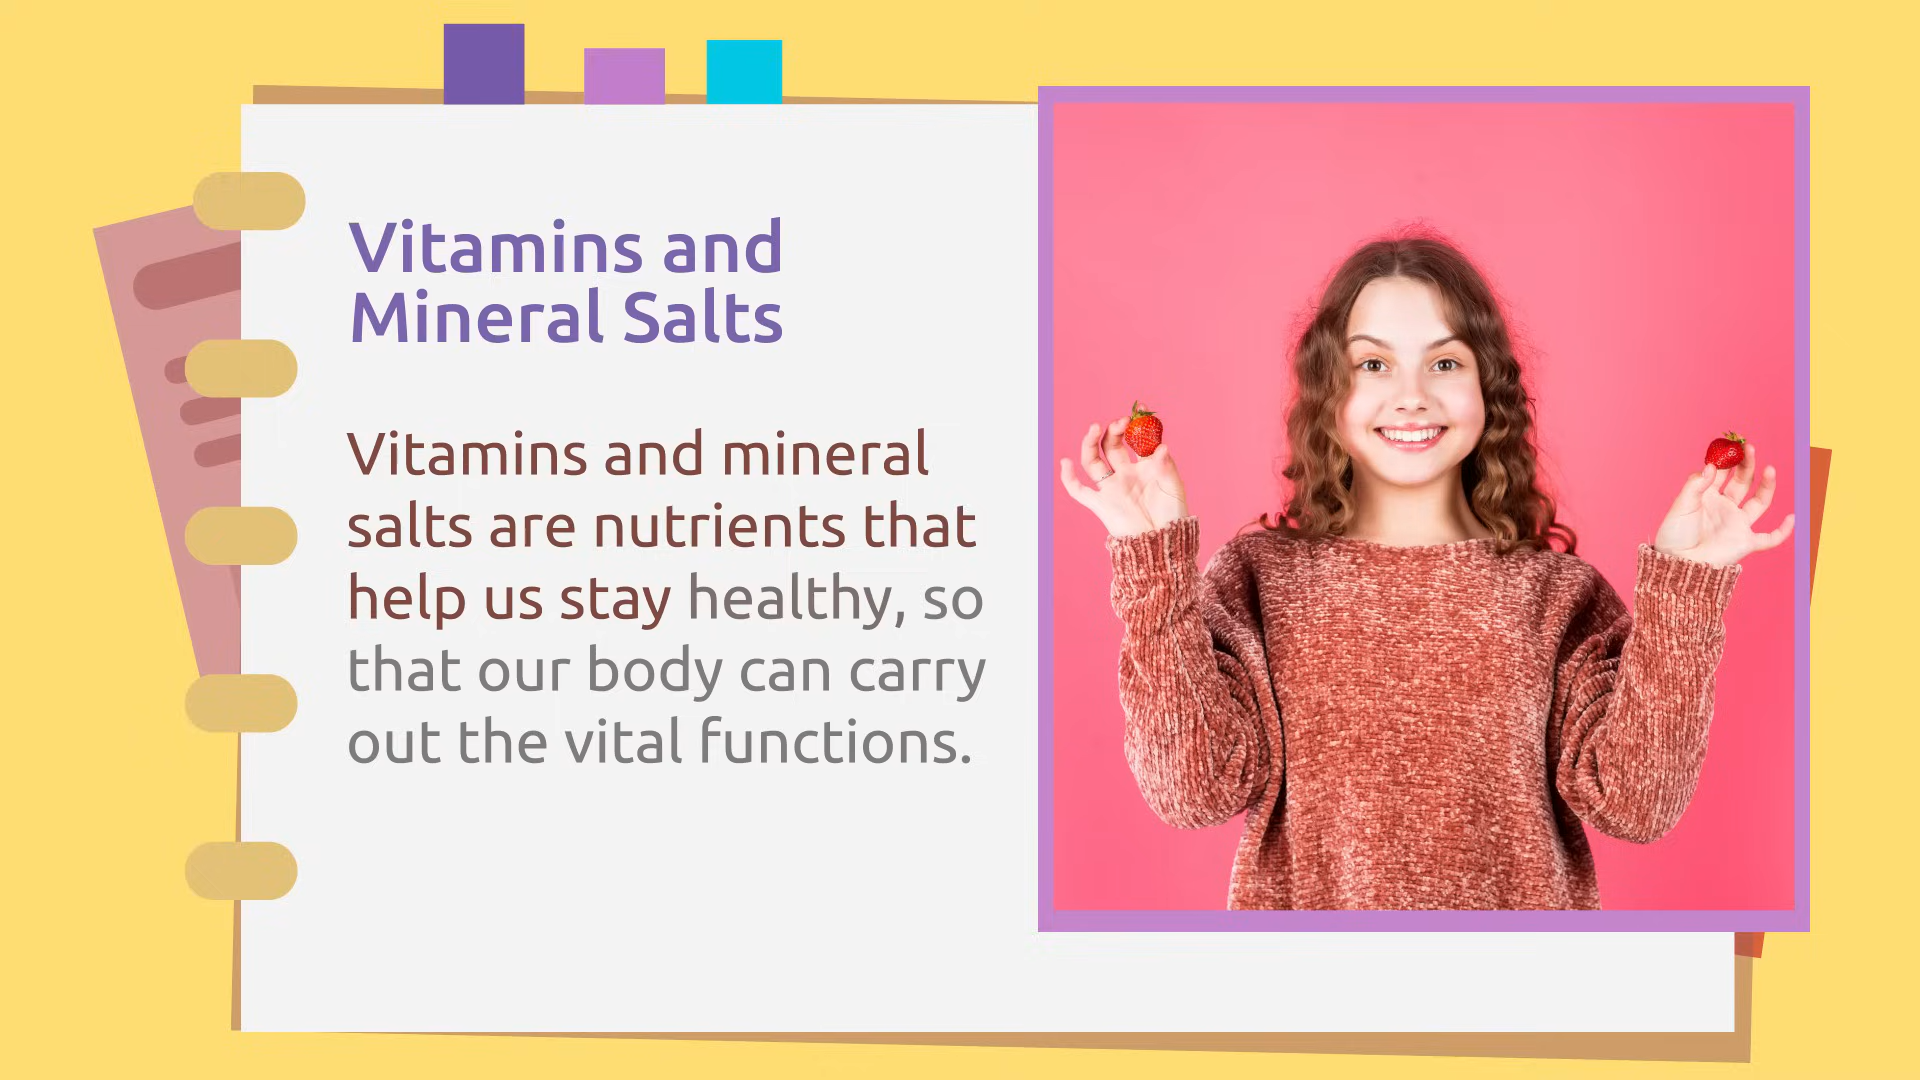 Vitamins and
Mineral Salts
Vitamins and mineral
salts are nutrients that
help us stay healthy, so
that our body can carry
out the vital functions.